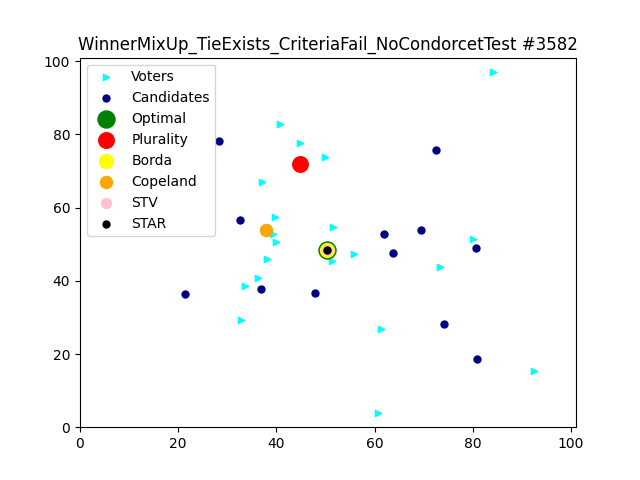 WinnerMixUp_TieExists_CriteriaFail_NoCondorcetTest #3582
100
80
60
40
20
0
Voters
Candidates
Optimal
Plurality
Borda
Copeland
STV
STAR
0 20 40 60 80 100